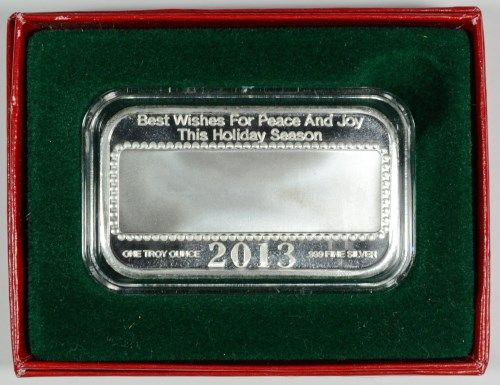 Best Wishes For Peace And Joy
This Holiday Season
ONE TROY OUNCE 2013 .999 FINE SILVER